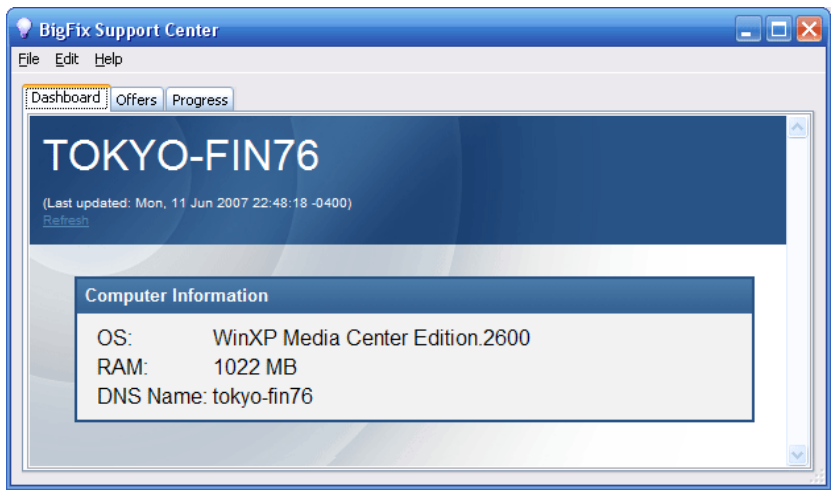 BigFix Support Center
File Edit Help
Dashboard Offers Progress
TOKYO-FIN76
(Last updated: Mon, 11 Jun 2007 22:48:18 -0400)
Refresh
Computer Information
OS: WinXP Media Center Edition.2600
RAM: 1022 MB
DNS Name: tokyo-fin76